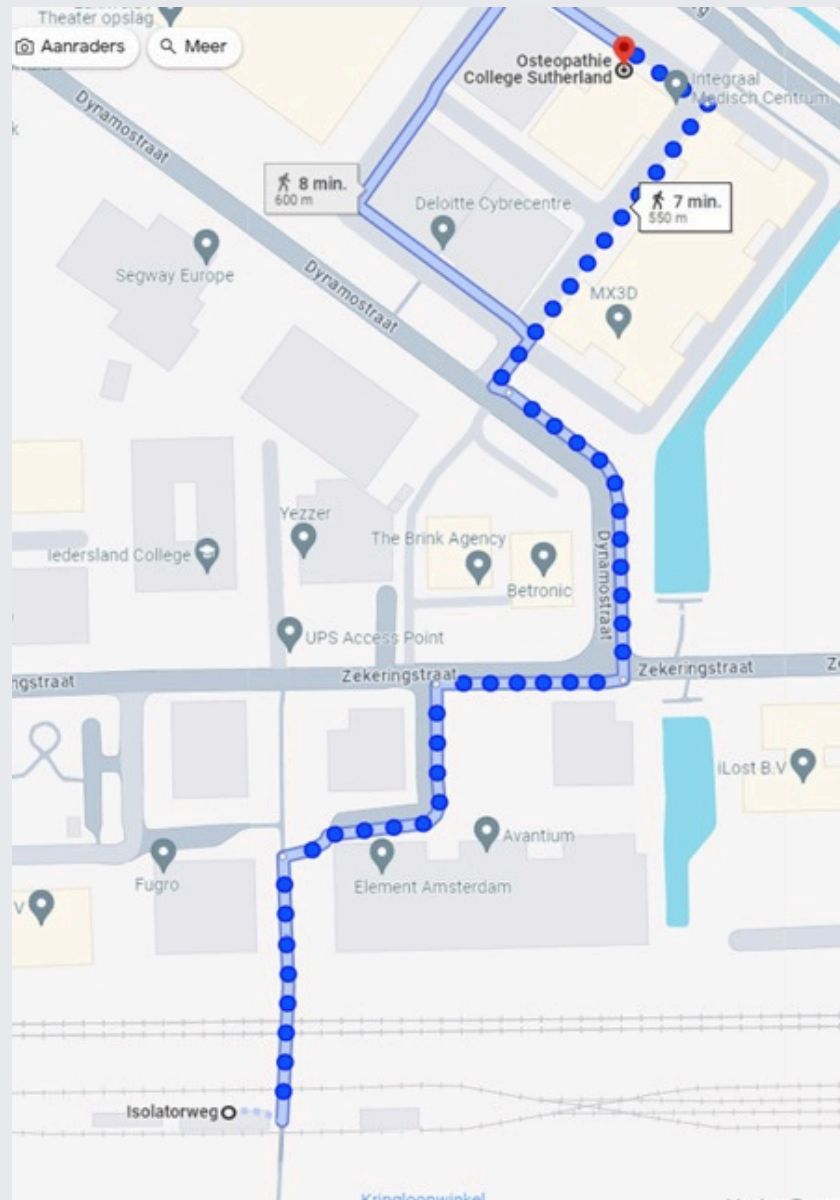 Theater opslag
Aanraders
Meer
Osteopathie
College Sutherland
Integraal
Medisch Centrum
Dynamostraat
k
8 min.
600 m
7 min.
550 m
Deloitte Cybrecentre
Segway Europe
Dynamostraat
MX3D
Yezzer
The Brink Agency
Iedersland College
Betronic
Dynamostraat
UPS Access Point
Zekeringstraat
Zekeringstraat
ngstraat
Ze
iLost B.V
Avantium
Element Amsterdam
Fugro
V
Isolatorweg
Kringloopwinkel